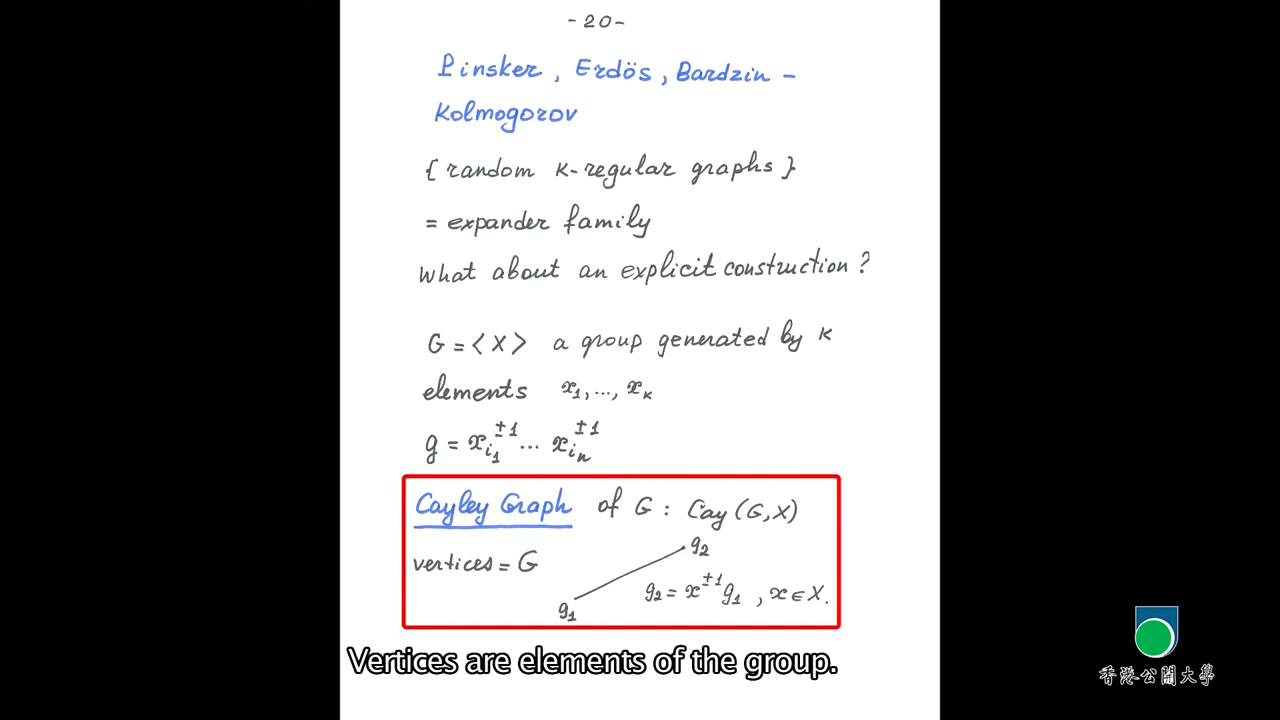 -20-
Pinsker, Erdös, Bardzin -
Kolmogorov
{ random k-regular graphs }
= expander family
What about an explicit construction?
G = <X> a group generated by k
elements x₁, ..., xₖ
g = x_{i₁}^{±1} ... x_{iₙ}^{±1}
Cayley Graph of G : Cay (G, X)
vertices = G
g₂
g₂ = x^{±1} g₁ , x ∈ X.
g₁
Vertices are elements of the group.
香港公開大學